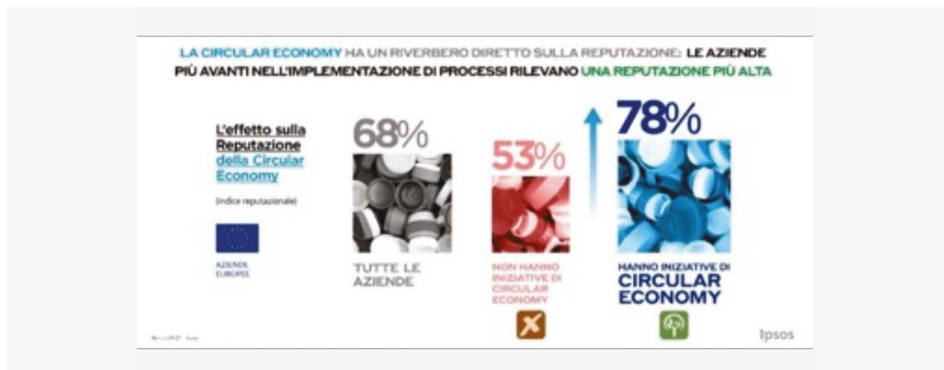 LA CIRCULAR ECONOMY HA UN RIVERBERO DIRETTO SULLA REPUTAZIONE: LE AZIENDE
PIÙ AVANTI NELL'IMPLEMENTAZIONE DI PROCESSI RILEVANO UNA REPUTAZIONE PIÙ ALTA
L'effetto sulla
Reputazione
della Circular
Economy
(indice reputazionale)
AZIENDE
EUROPEE
68%
TUTTE LE
AZIENDE
53%
NON HANNO
INIZIATIVE DI
CIRCULAR
ECONOMY
78%
HANNO INIZIATIVE DI
CIRCULAR
ECONOMY
Ipsos